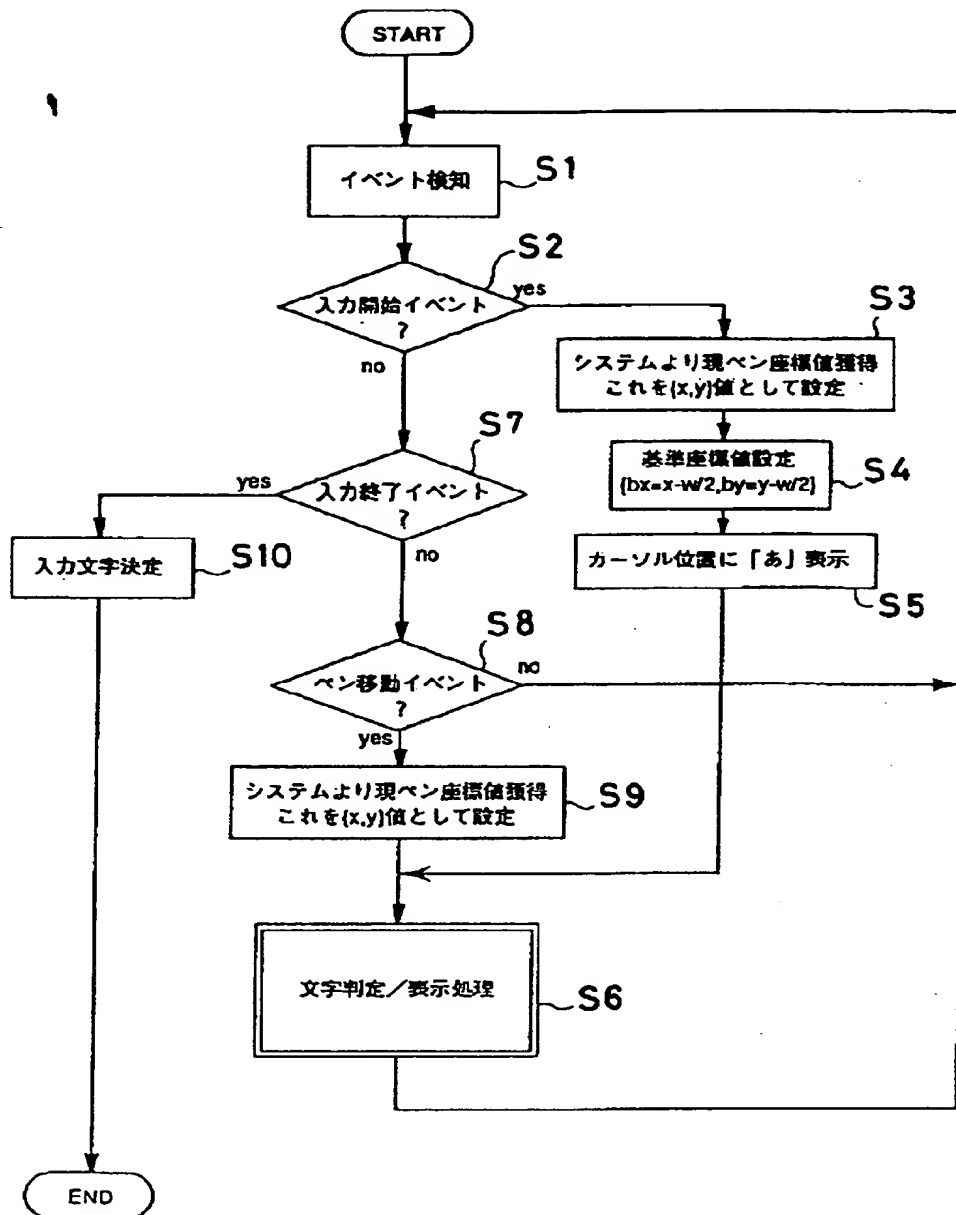 START
イベント検知
S1
S2
入力開始イベント
?
yes
no
S3
システムより現ペン座標値獲得
これを{x,y}値として設定
基準座標値設定
{bx=x-w/2,by=y-w/2}
S4
カーソル位置に「あ」表示
S5
S7
入力終了イベント
?
yes
no
入力文字決定
S10
S8
ペン移動イベント
?
no
yes
システムより現ペン座標値獲得
これを{x,y}値として設定
S9
文字判定／表示処理
S6
END